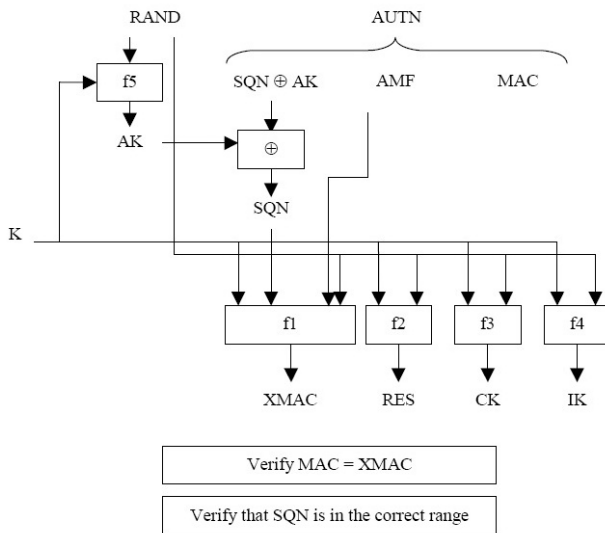 RAND AUTN
f5 SQN ⊕ AK AMF MAC
AK ⊕
SQN
K
f1 f2 f3 f4
XMAC RES CK IK
Verify MAC = XMAC
Verify that SQN is in the correct range